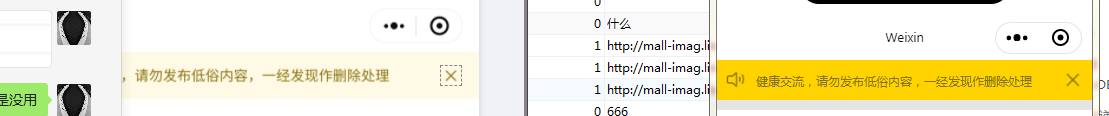 是没用
，请勿发布低俗内容，一经发现作删除处理
0
0 什么
1 http://mall-imag.li
1 http://mall-imag.li
1 http://mall-imag.li
0 666
Weixin
健康交流，请勿发布低俗内容，一经发现作删除处理